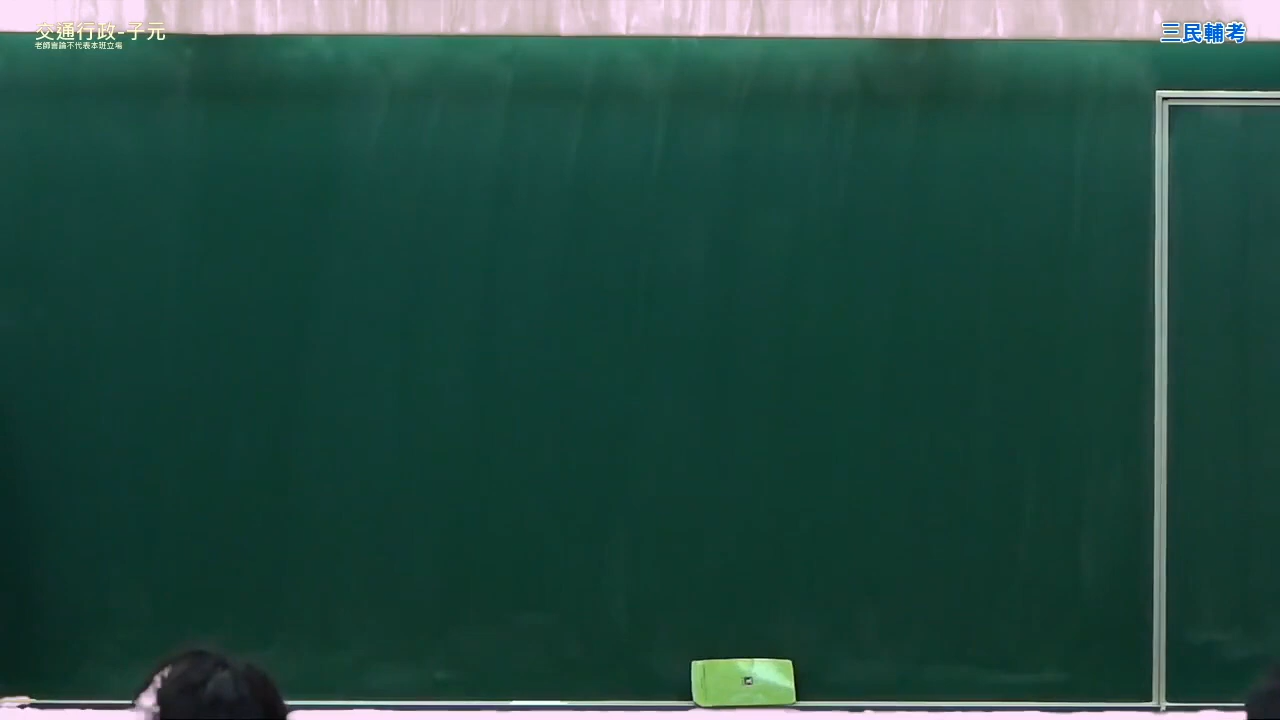 交通行政-子元
老師言論不代表本班立場
三民輔考